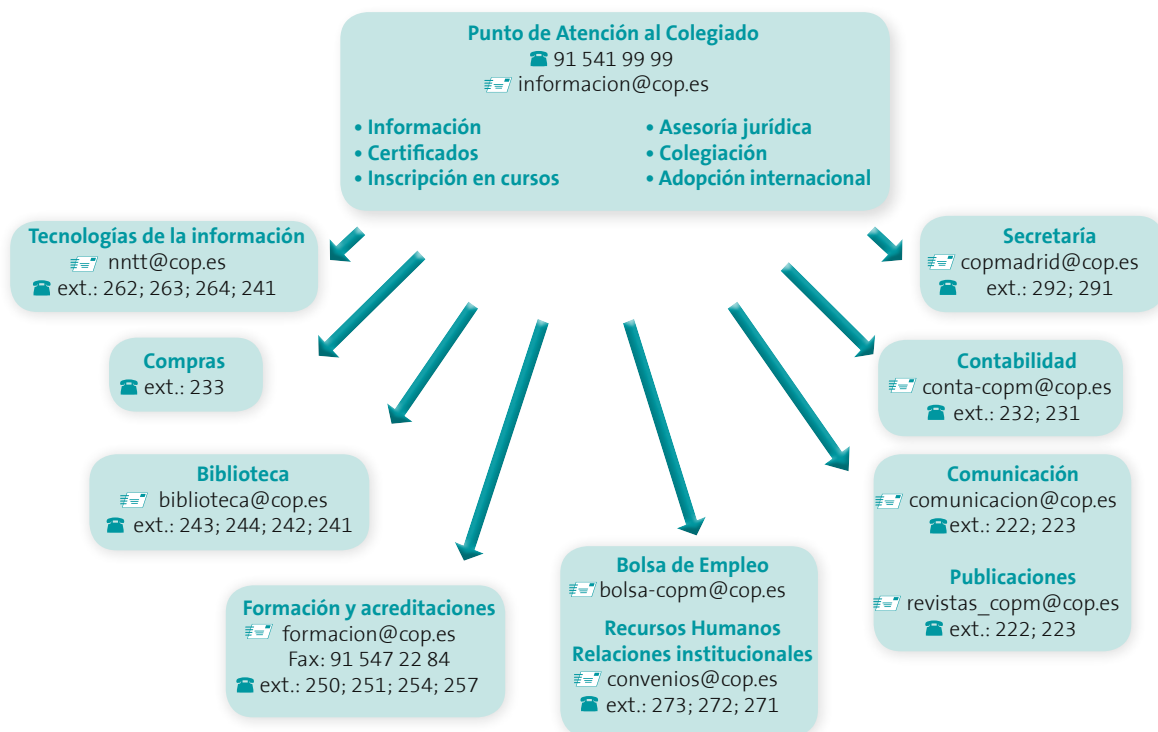 Punto de Atención al Colegiado
91 541 99 99
informacion@cop.es
• Información
• Certificados
• Inscripción en cursos
• Asesoría jurídica
• Colegiación
• Adopción internacional
Tecnologías de la información
nntt@cop.es
ext.: 262; 263; 264; 241
Compras
ext.: 233
Biblioteca
biblioteca@cop.es
ext.: 243; 244; 242; 241
Formación y acreditaciones
formacion@cop.es
Fax: 91 547 22 84
ext.: 250; 251; 254; 257
Bolsa de Empleo
bolsa-copm@cop.es
Recursos Humanos
Relaciones institucionales
convenios@cop.es
ext.: 273; 272; 271
Secretaría
copmadrid@cop.es
ext.: 292; 291
Contabilidad
conta-copm@cop.es
ext.: 232; 231
Comunicación
comunicacion@cop.es
ext.: 222; 223
Publicaciones
revistas_copm@cop.es
ext.: 222; 223